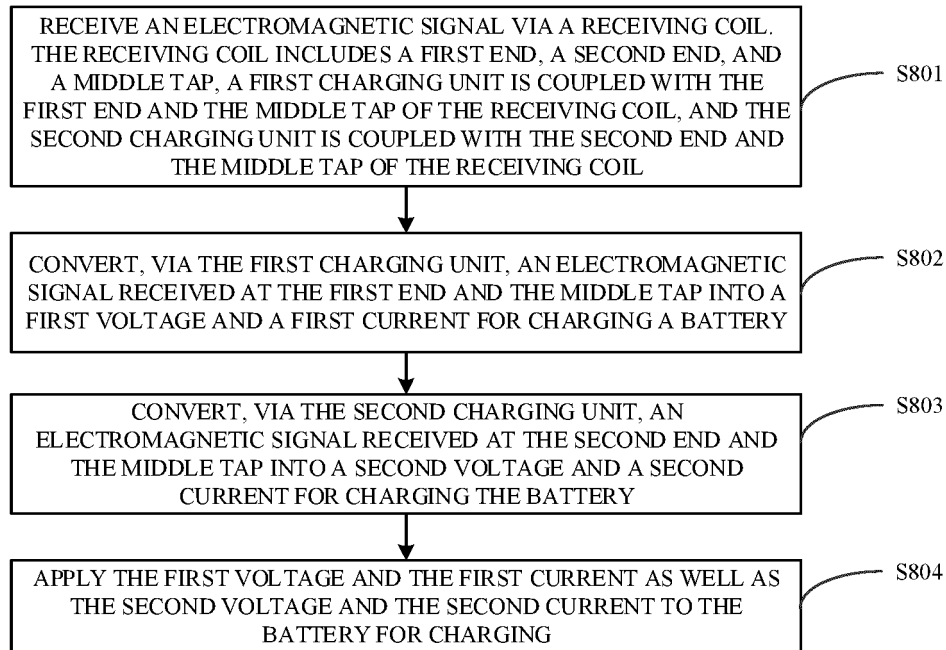 RECEIVE AN ELECTROMAGNETIC SIGNAL VIA A RECEIVING COIL.
THE RECEIVING COIL INCLUDES A FIRST END, A SECOND END, AND
A MIDDLE TAP, A FIRST CHARGING UNIT IS COUPLED WITH THE
FIRST END AND THE MIDDLE TAP OF THE RECEIVING COIL, AND THE
SECOND CHARGING UNIT IS COUPLED WITH THE SECOND END AND
THE MIDDLE TAP OF THE RECEIVING COIL
S801
CONVERT, VIA THE FIRST CHARGING UNIT, AN ELECTROMAGNETIC
SIGNAL RECEIVED AT THE FIRST END AND THE MIDDLE TAP INTO A
FIRST VOLTAGE AND A FIRST CURRENT FOR CHARGING A BATTERY
S802
CONVERT, VIA THE SECOND CHARGING UNIT, AN
ELECTROMAGNETIC SIGNAL RECEIVED AT THE SECOND END AND
THE MIDDLE TAP INTO A SECOND VOLTAGE AND A SECOND
CURRENT FOR CHARGING THE BATTERY
S803
APPLY THE FIRST VOLTAGE AND THE FIRST CURRENT AS WELL AS
THE SECOND VOLTAGE AND THE SECOND CURRENT TO THE
BATTERY FOR CHARGING
S804